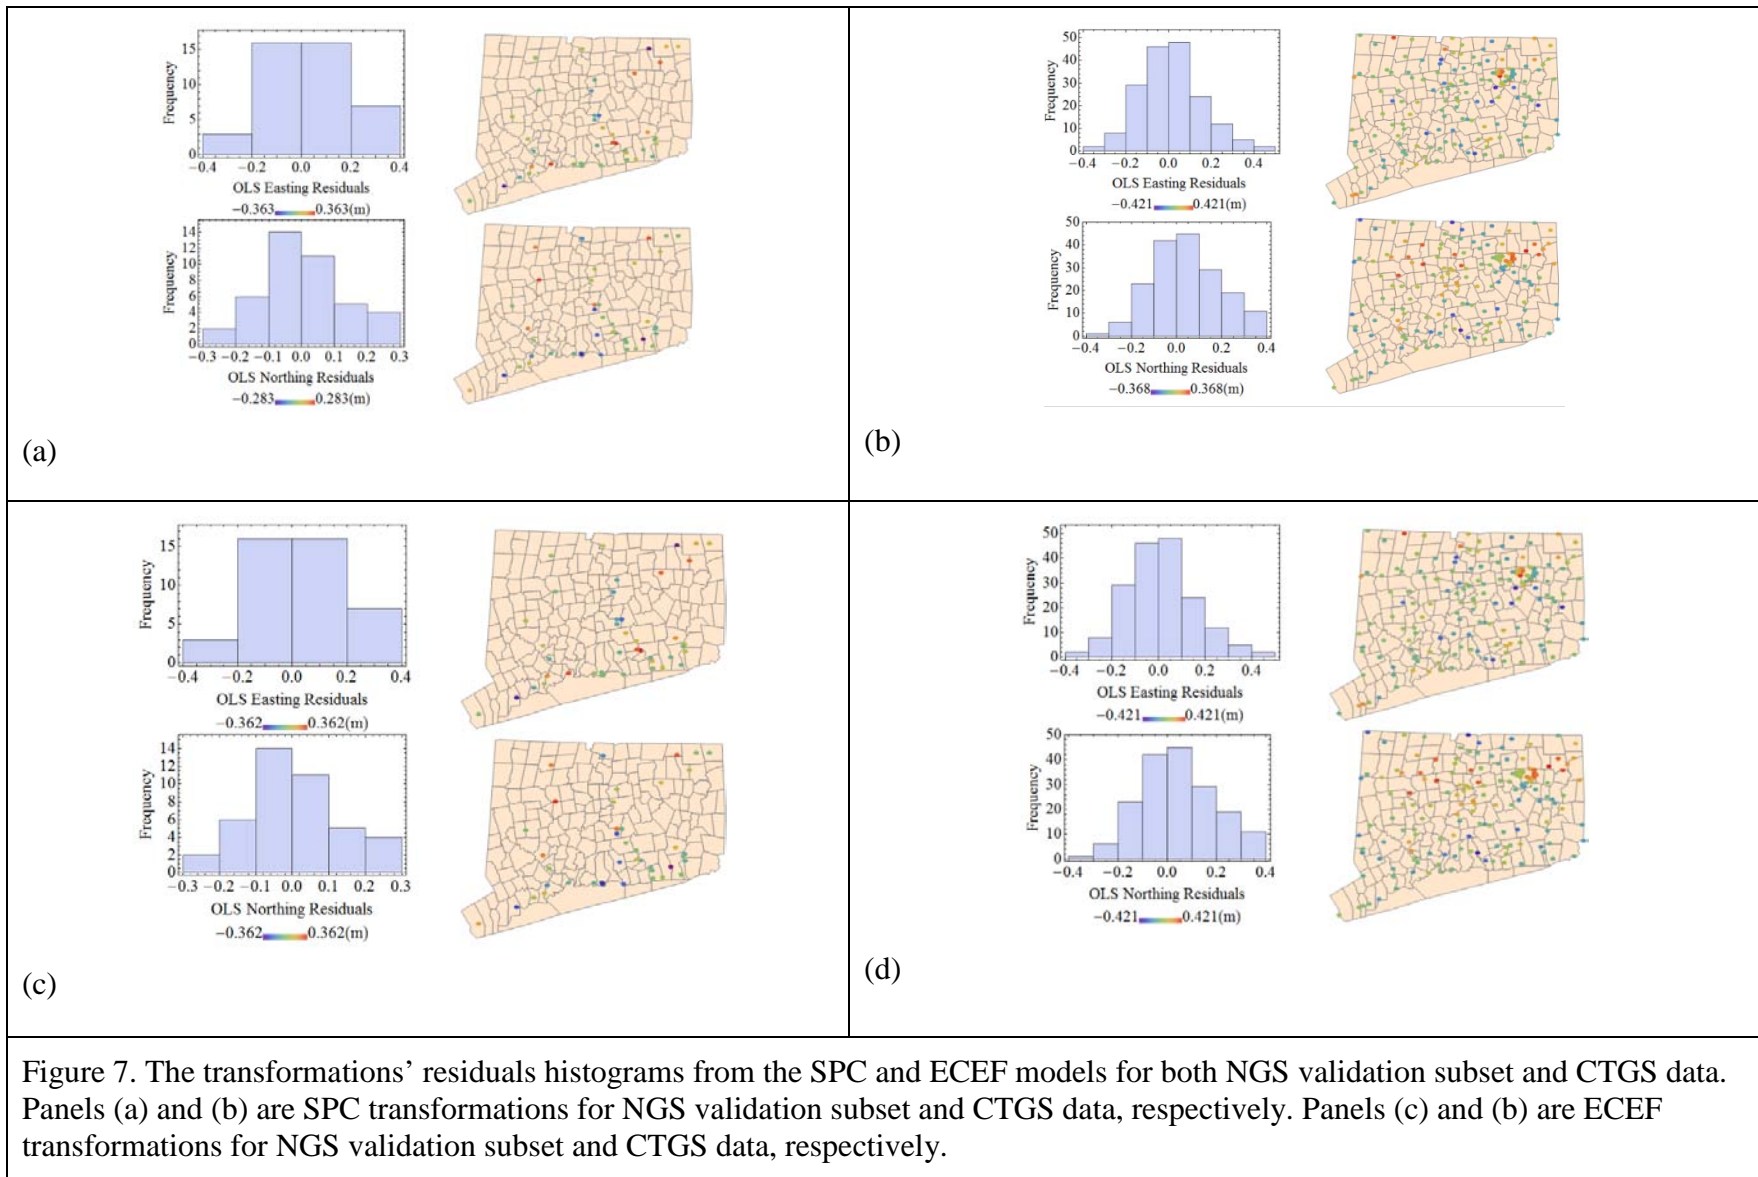 Frequency
15
10
5
0
−0.4 −0.2 0.0 0.2 0.4
OLS Easting Residuals
−0.363 0.363(m)
Frequency
14
12
10
8
6
4
2
0
−0.3 −0.2 −0.1 0.0 0.1 0.2 0.3
OLS Northing Residuals
−0.283 0.283(m)
(a)
Frequency
50
40
30
20
10
0
−0.4 −0.2 0.0 0.2 0.4
OLS Easting Residuals
−0.421 0.421(m)
Frequency
50
40
30
20
10
0
−0.4 −0.2 0.0 0.2 0.4
OLS Northing Residuals
−0.368 0.368(m)
(b)
Frequency
15
10
5
0
−0.4 −0.2 0.0 0.2 0.4
OLS Easting Residuals
−0.362 0.362(m)
Frequency
14
12
10
8
6
4
2
0
−0.3 −0.2 −0.1 0.0 0.1 0.2 0.3
OLS Northing Residuals
−0.362 0.362(m)
(c)
Frequency
50
40
30
20
10
0
−0.4 −0.2 0.0 0.2 0.4
OLS Easting Residuals
−0.421 0.421(m)
Frequency
50
40
30
20
10
0
−0.4 −0.2 0.0 0.2 0.4
OLS Northing Residuals
−0.421 0.421(m)
(d)
Figure 7. The transformations’ residuals histograms from the SPC and ECEF models for both NGS validation subset and CTGS data.
Panels (a) and (b) are SPC transformations for NGS validation subset and CTGS data, respectively. Panels (c) and (b) are ECEF
transformations for NGS validation subset and CTGS data, respectively.